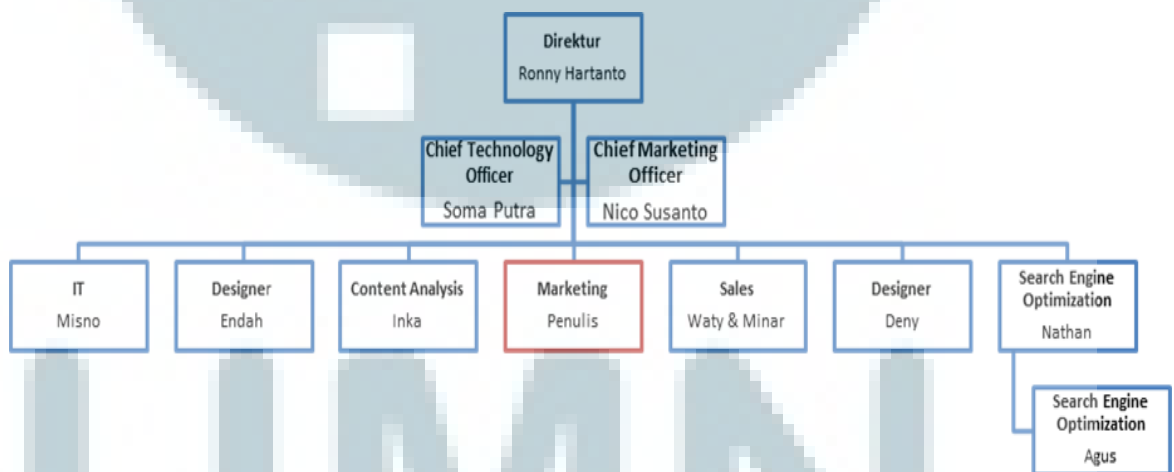 Direktur
Ronny Hartanto
Chief Technology
Officer
Soma Putra
Chief Marketing
Officer
Nico Susanto
IT
Misno
Designer
Endah
Content Analysis
Inka
Marketing
Penulis
Sales
Waty & Minar
Designer
Deny
Search Engine
Optimization
Nathan
Search Engine
Optimization
Agus
UMN